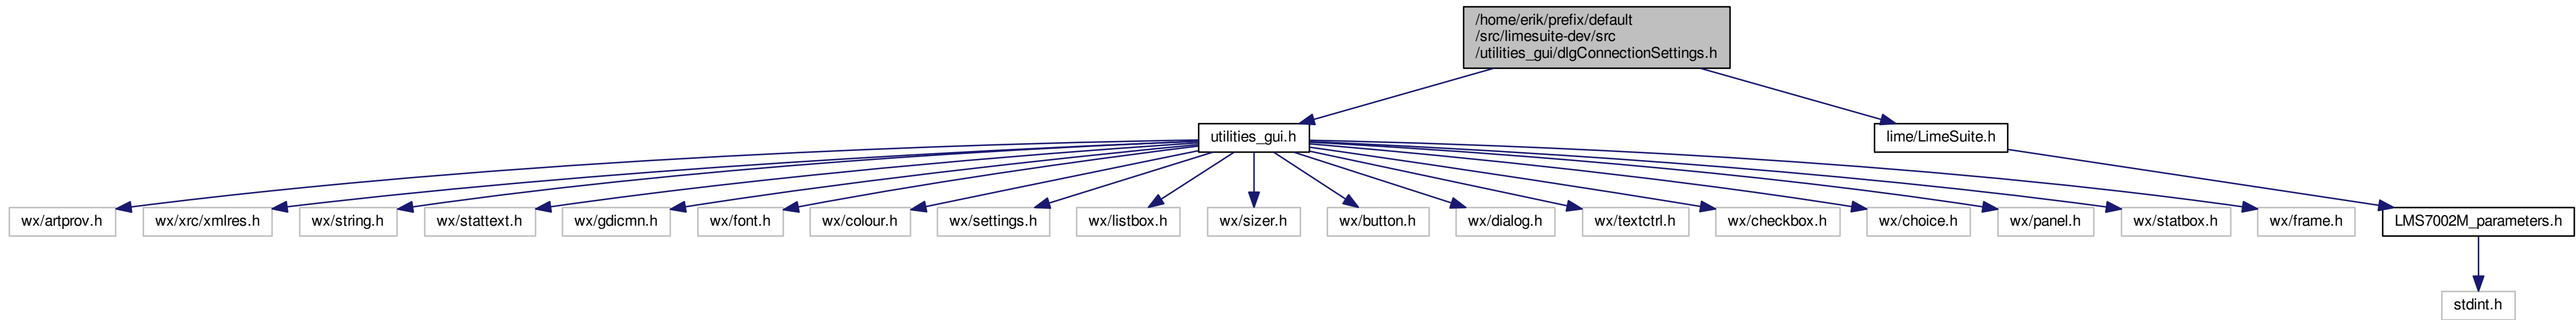 /home/erik/prefix/default
/src/limesuite-dev/src
/utilities_gui/dlgConnectionSettings.h
utilities_gui.h
lime/LimeSuite.h
wx/artprov.h
wx/xrc/xmlres.h
wx/string.h
wx/stattext.h
wx/gdicmn.h
wx/font.h
wx/colour.h
wx/settings.h
wx/listbox.h
wx/sizer.h
wx/button.h
wx/dialog.h
wx/textctrl.h
wx/checkbox.h
wx/choice.h
wx/panel.h
wx/statbox.h
wx/frame.h
LMS7002M_parameters.h
stdint.h